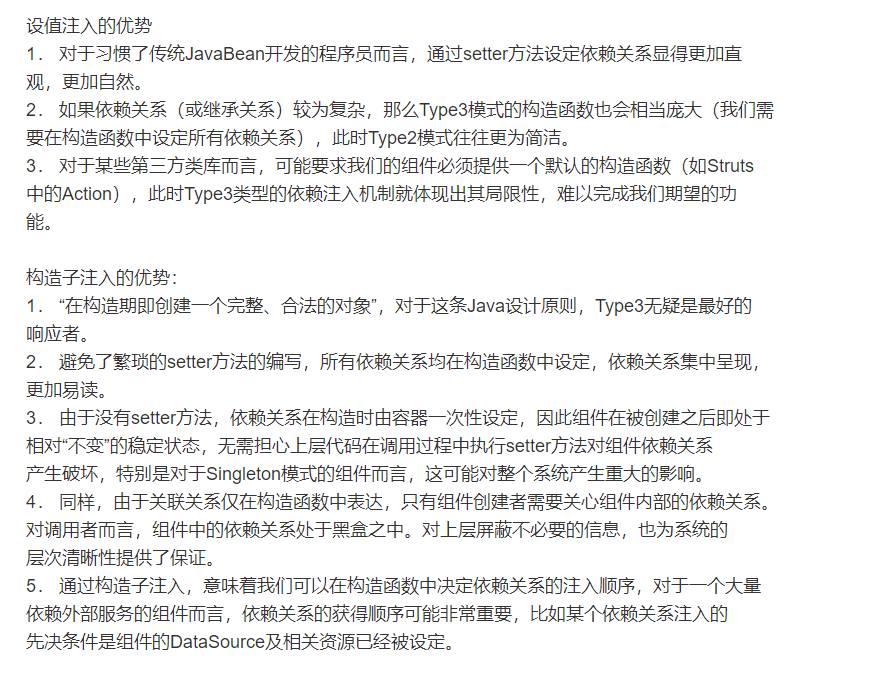 设值注入的优势
1． 对于习惯了传统JavaBean开发的程序员而言，通过setter方法设定依赖关系显得更加直
观，更加自然。
2． 如果依赖关系（或继承关系）较为复杂，那么Type3模式的构造函数也会相当庞大（我们需
要在构造函数中设定所有依赖关系），此时Type2模式往往更为简洁。
3． 对于某些第三方类库而言，可能要求我们的组件必须提供一个默认的构造函数（如Struts
中的Action），此时Type3类型的依赖注入机制就体现出其局限性，难以完成我们期望的功
能。
构造子注入的优势：
1． “在构造期即创建一个完整、合法的对象”，对于这条Java设计原则，Type3无疑是最好的
响应者。
2． 避免了繁琐的setter方法的编写，所有依赖关系均在构造函数中设定，依赖关系集中呈现，
更加易读。
3． 由于没有setter方法，依赖关系在构造时由容器一次性设定，因此组件在被创建之后即处于
相对“不变”的稳定状态，无需担心上层代码在调用过程中执行setter方法对组件依赖关系
产生破坏，特别是对于Singleton模式的组件而言，这可能对整个系统产生重大的影响。
4． 同样，由于关联关系仅在构造函数中表达，只有组件创建者需要关心组件内部的依赖关系。
对调用者而言，组件中的依赖关系处于黑盒之中。对上层屏蔽不必要的信息，也为系统的
层次清晰性提供了保证。
5． 通过构造子注入，意味着我们可以在构造函数中决定依赖关系的注入顺序，对于一个大量
依赖外部服务的组件而言，依赖关系的获得顺序可能非常重要，比如某个依赖关系注入的
先决条件是组件的DataSource及相关资源已经被设定。